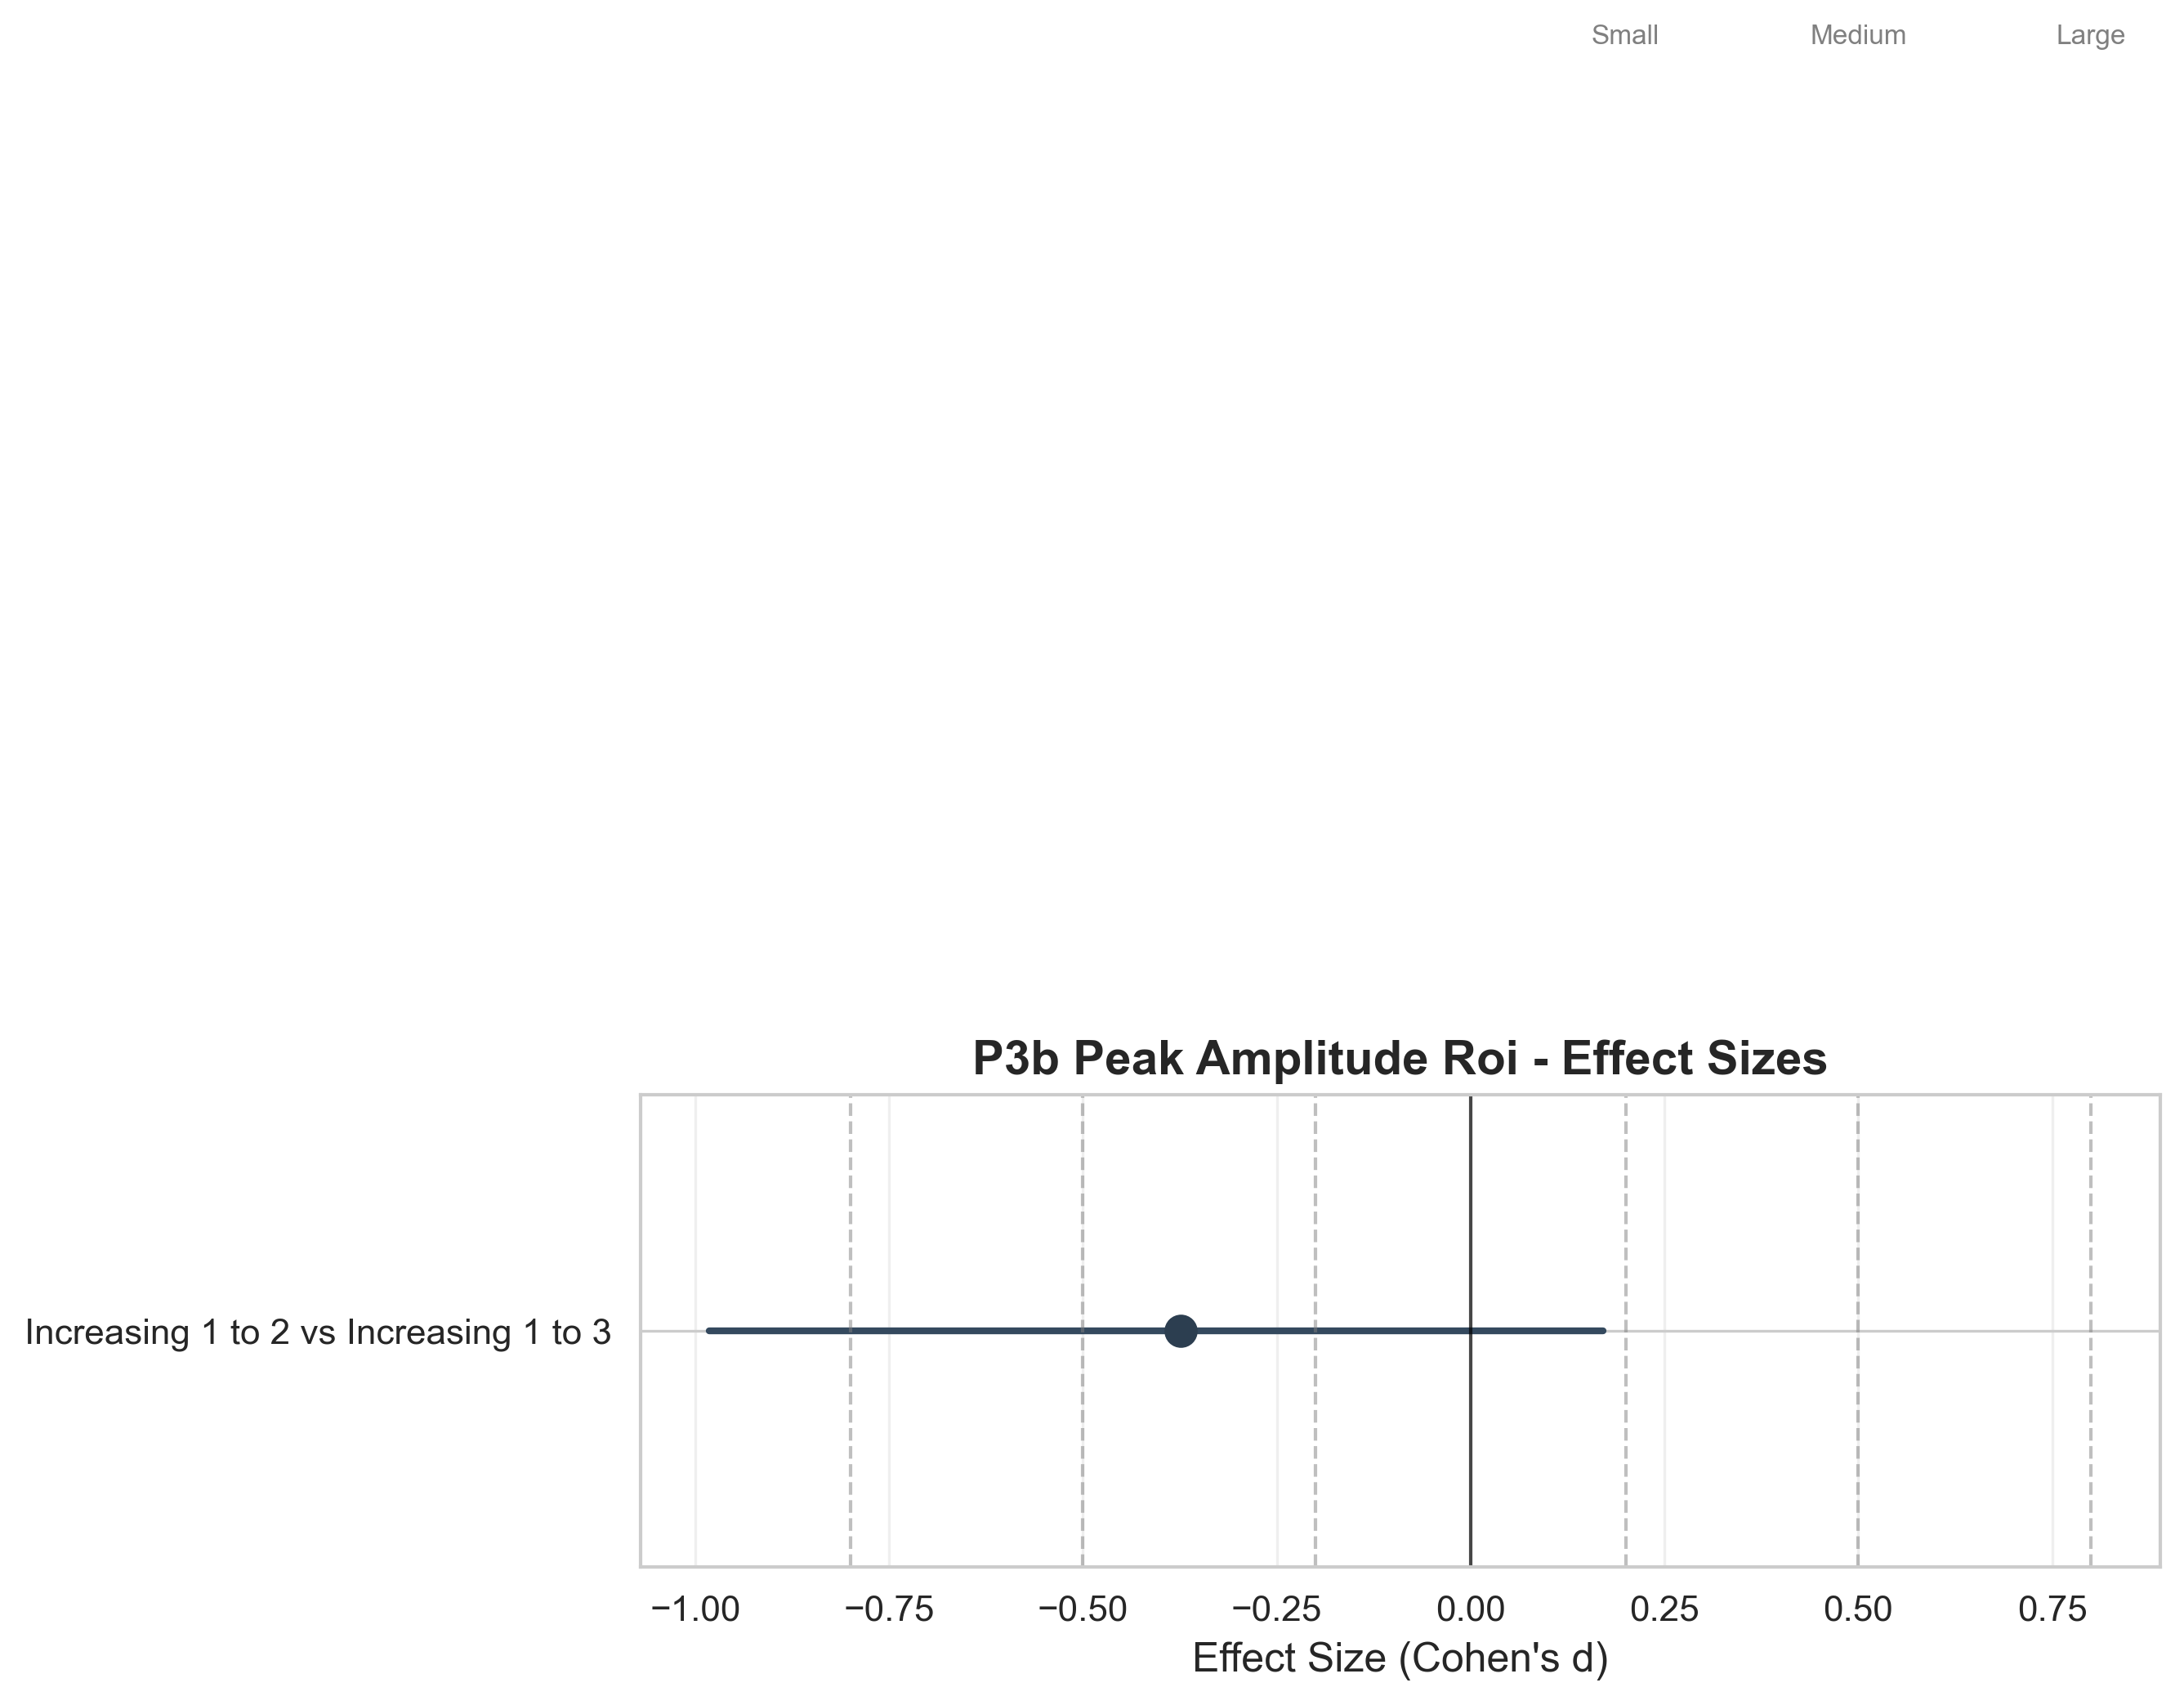 Small Medium Large
P3b Peak Amplitude Roi - Effect Sizes
Increasing 1 to 2 vs Increasing 1 to 3
−1.00 −0.75 −0.50 −0.25 0.00 0.25 0.50 0.75
Effect Size (Cohen's d)